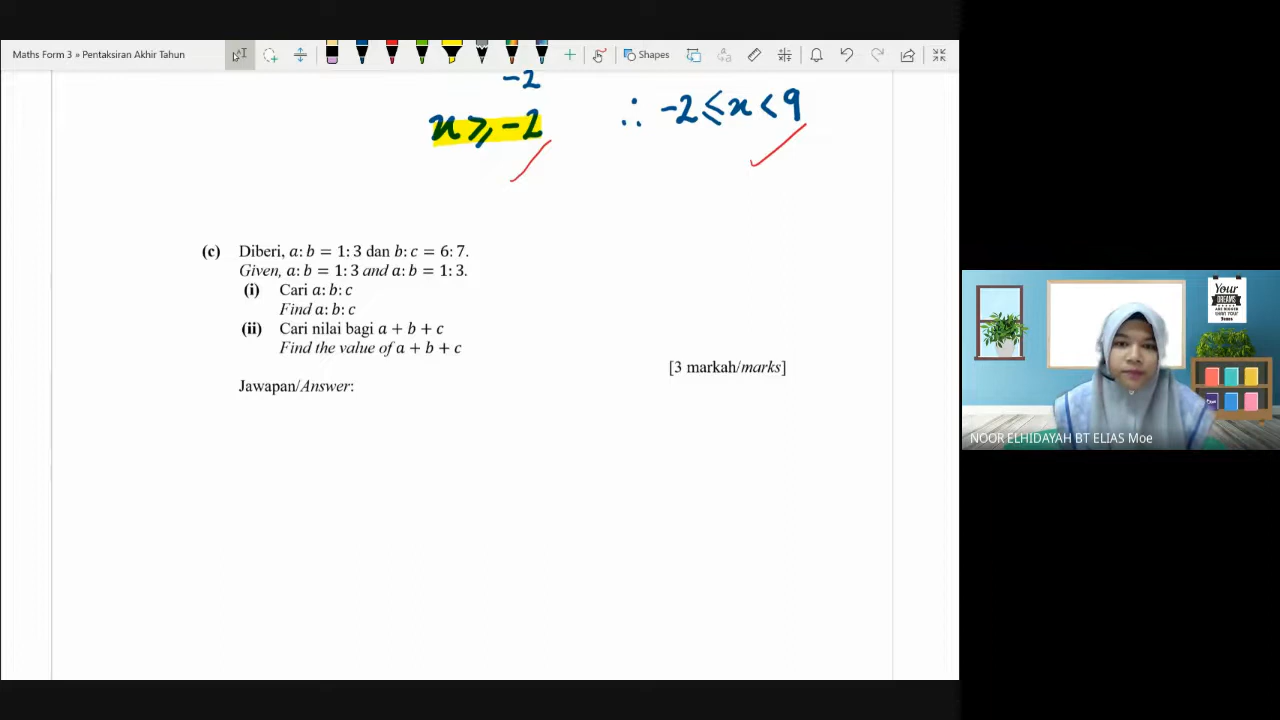 Maths Form 3 » Pentaksiran Akhir Tahun
Shapes
-2
x ≥ -2
∴ -2 ≤ x < 9
(c) Diberi, a: b = 1: 3 dan b: c = 6: 7.
Given, a: b = 1: 3 and a: b = 1: 3.
(i) Cari a: b: c
Find a: b: c
(ii) Cari nilai bagi a + b + c
Find the value of a + b + c
[3 markah/marks]
Jawapan/Answer:
Your
DREAMS
NOOR ELHIDAYAH BT ELIAS Moe